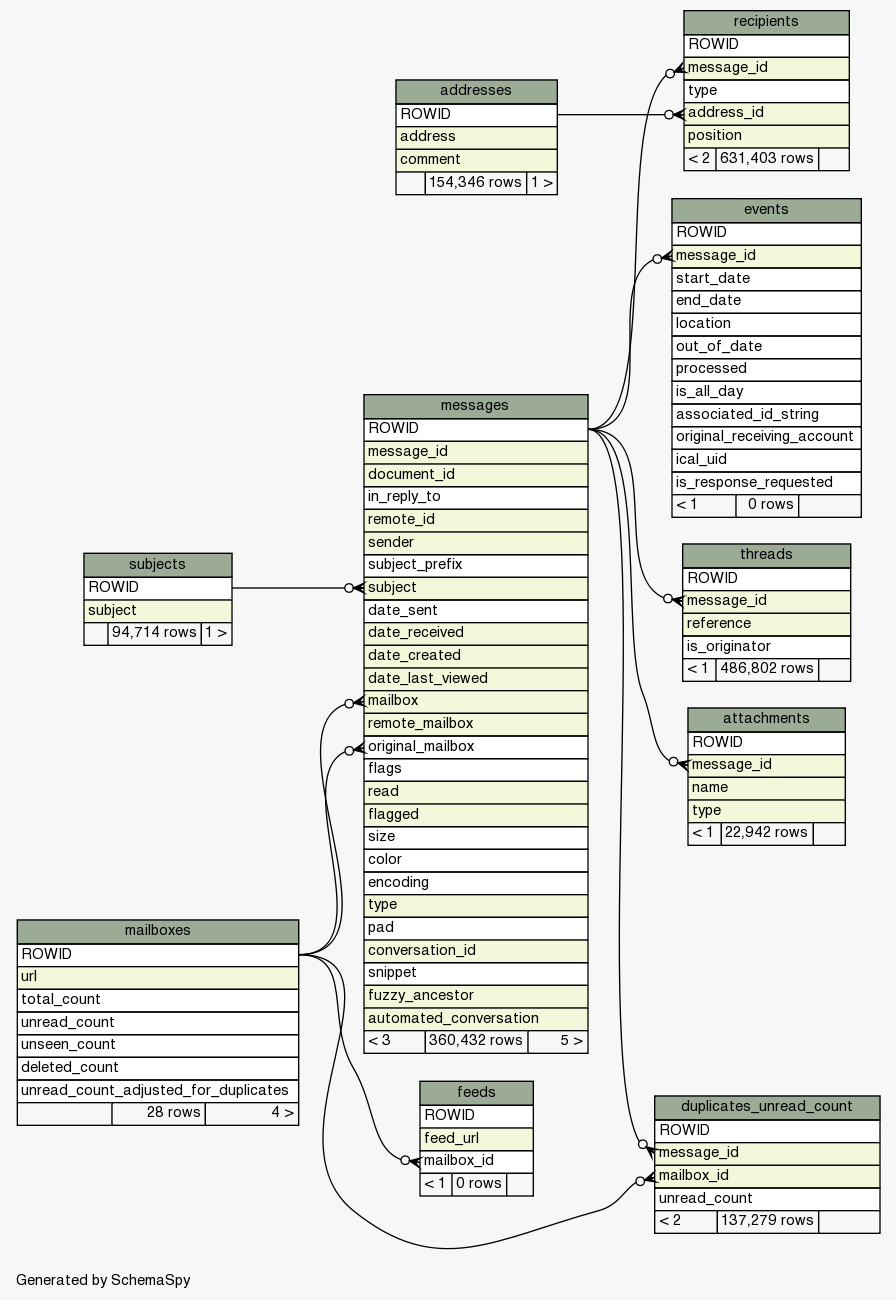 recipients
ROWID
message_id
type
address_id
position
< 2 631,403 rows
addresses
ROWID
address
comment
154,346 rows 1 >
events
ROWID
message_id
start_date
end_date
location
out_of_date
processed
is_all_day
associated_id_string
original_receiving_account
ical_uid
is_response_requested
< 1 0 rows
messages
ROWID
message_id
document_id
in_reply_to
remote_id
sender
subject_prefix
subject
date_sent
date_received
date_created
date_last_viewed
mailbox
remote_mailbox
original_mailbox
flags
read
flagged
size
color
encoding
type
pad
conversation_id
snippet
fuzzy_ancestor
automated_conversation
< 3 360,432 rows 5 >
subjects
ROWID
subject
94,714 rows 1 >
threads
ROWID
message_id
reference
is_originator
< 1 486,802 rows
attachments
ROWID
message_id
name
type
< 1 22,942 rows
mailboxes
ROWID
url
total_count
unread_count
unseen_count
deleted_count
unread_count_adjusted_for_duplicates
28 rows 4 >
feeds
ROWID
feed_url
mailbox_id
< 1 0 rows
duplicates_unread_count
ROWID
message_id
mailbox_id
unread_count
< 2 137,279 rows
Generated by SchemaSpy